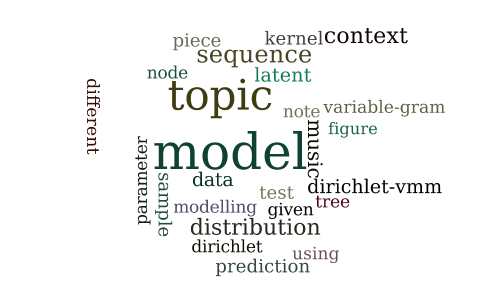 piece kernel context
sequence
node latent
topic
different
note variable-gram
figure
model
music
parameter
sample
data
test dirichlet-vmm
modelling given tree
distribution
dirichlet using
prediction